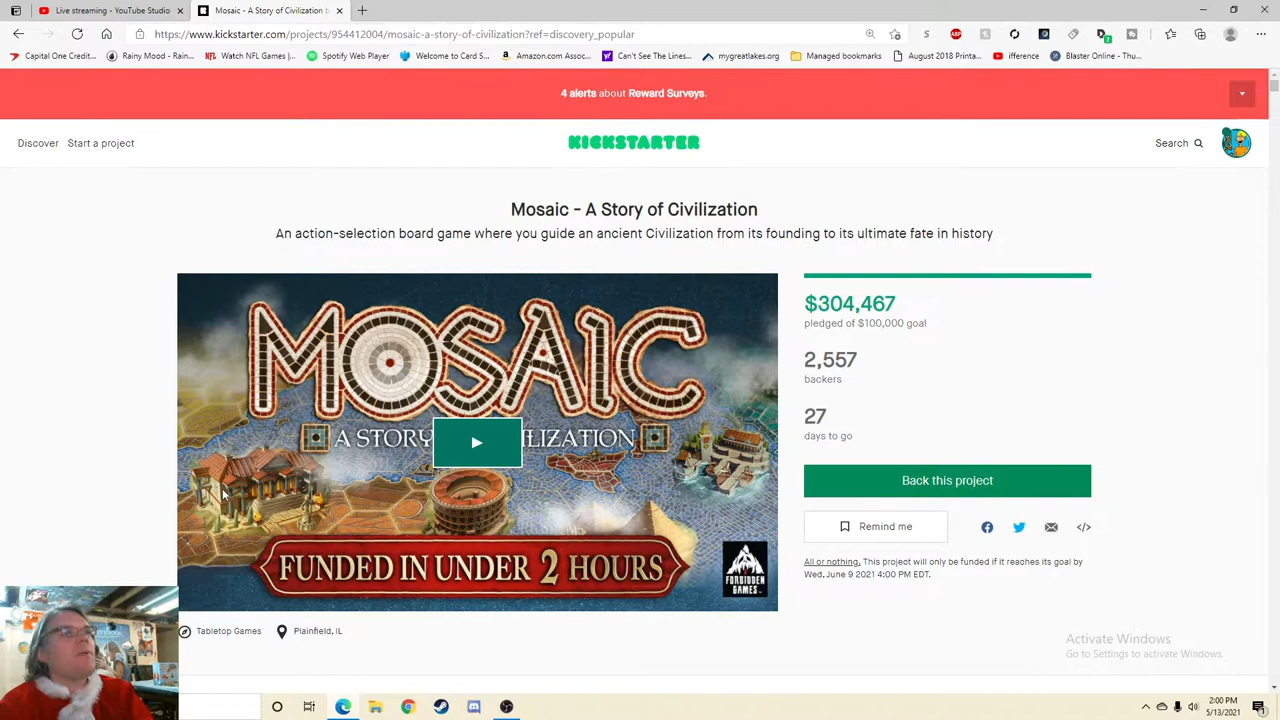 Live streaming - YouTube Studio
Mosaic - A Story of Civilization b
https://www.kickstarter.com/projects/954412004/mosaic-a-story-of-civilization?ref=discovery_popular
Capital One Credit...
Rainy Mood - Rainy...
Watch NFL Games |...
Spotify Web Player
Welcome to Card S...
Amazon.com Assoc...
Can't See The Lines...
mygreatlakes.org
Managed bookmarks
August 2018 Printa...
ifference
Blaster Online - Thu...
4 alerts about Reward Surveys.
Discover
Start a project
KICKSTARTER
Search
Mosaic - A Story of Civilization
An action-selection board game where you guide an ancient Civilization from its founding to its ultimate fate in history
MOSAIC
A STORY
ILIZATION
FUNDED IN UNDER 2 HOURS
FORBIDDEN
GAMES
$304,467
pledged of $100,000 goal
2,557
backers
27
days to go
Back this project
Remind me
All or nothing. This project will only be funded if it reaches its goal by
Wed, June 9 2021 4:00 PM EDT.
Tabletop Games
Plainfield, IL
Activate Windows
Go to Settings to activate Windows.
2:00 PM
5/13/2021